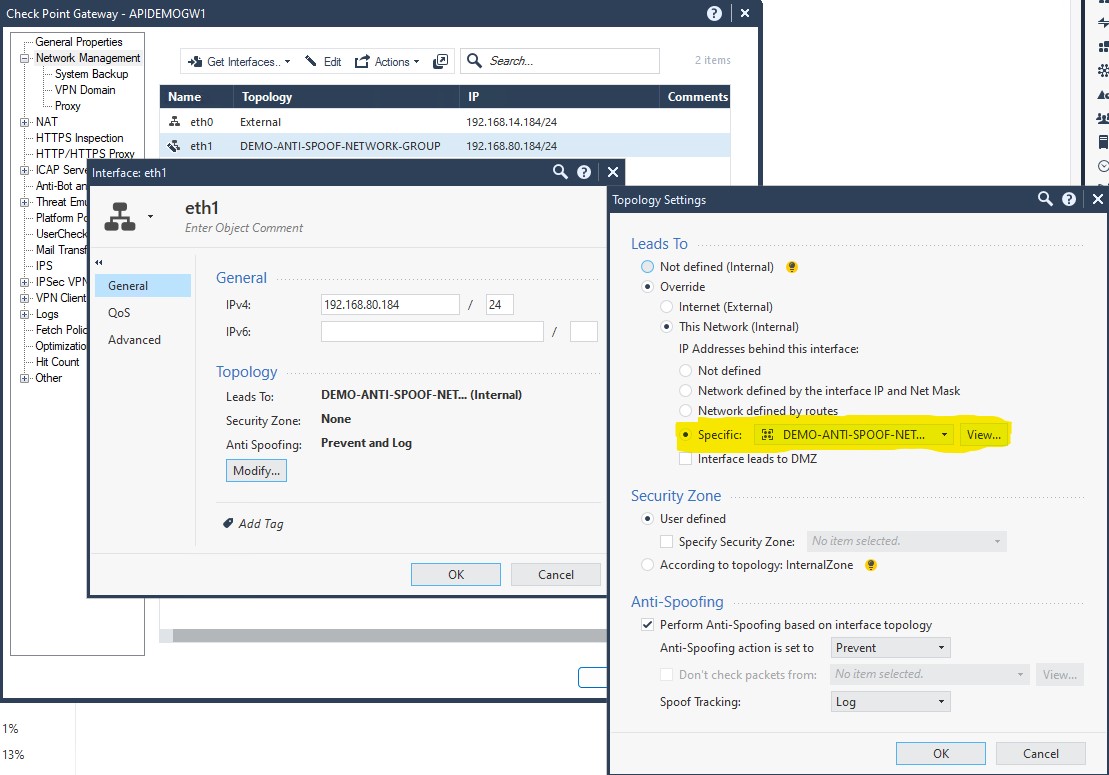 Check Point Gateway - APIDEMOGW1
General Properties
Network Management
System Backup
VPN Domain
Proxy
NAT
HTTPS Inspection
HTTP/HTTPS Proxy
ICAP Serve
Anti-Bot an
Threat Emu
Platform Po
UserCheck
Mail Transf
IPS
IPSec VPN
VPN Client
Logs
Fetch Polic
Optimizatio
Hit Count
Other
Get Interfaces..
Edit
Actions
Search...
2 items
Name Topology IP Comments
eth0 External 192.168.14.184/24
eth1 DEMO-ANTI-SPOOF-NETWORK-GROUP 192.168.80.184/24
Interface: eth1
eth1
Enter Object Comment
General
QoS
Advanced
General
IPv4: 192.168.80.184 / 24
IPv6: /
Topology
Leads To: DEMO-ANTI-SPOOF-NET... (Internal)
Security Zone: None
Anti Spoofing: Prevent and Log
Modify...
Add Tag
OK Cancel
Topology Settings
Leads To
Not defined (Internal)
Override
Internet (External)
This Network (Internal)
IP Addresses behind this interface:
Not defined
Network defined by the interface IP and Net Mask
Network defined by routes
Specific: DEMO-ANTI-SPOOF-NET... View...
Interface leads to DMZ
Security Zone
User defined
Specify Security Zone: No item selected.
According to topology: InternalZone
Anti-Spoofing
Perform Anti-Spoofing based on interface topology
Anti-Spoofing action is set to Prevent
Don't check packets from: No item selected. View...
Spoof Tracking: Log
OK Cancel
1%
13%